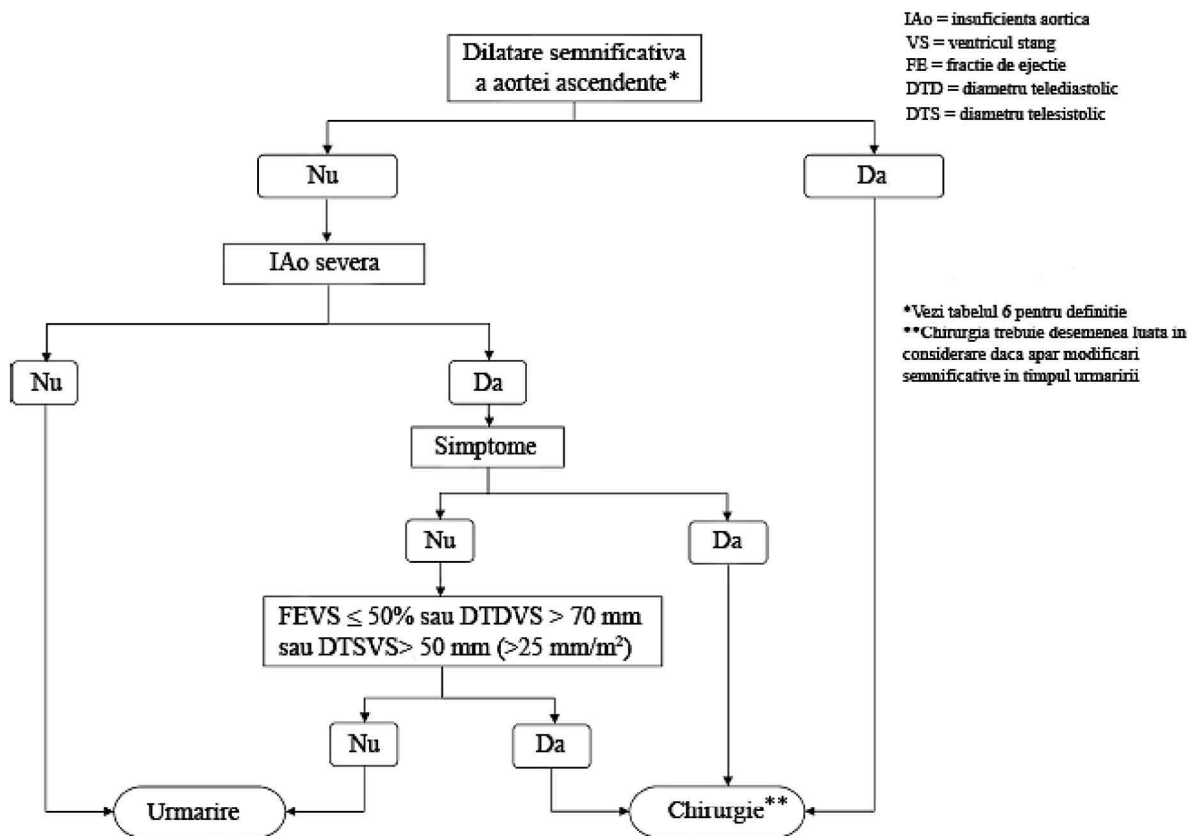 IAo = insuficienta aortica
VS = ventricul stang
FE = fractie de ejectie
DTD = diametru telediastolic
DTS = diametru telesistolic
Dilatare semnificativa
a aortei ascendente*
Nu
Da
IAo severa
*Vezi tabelul 6 pentru definitie
**Chirurgia trebuie desemenea luata in
considerare daca apar modificari
semnificative in timpul urmaririi
Nu
Da
Simptome
Nu
Da
FEVS ≤ 50% sau DTDVS > 70 mm
sau DTSVS> 50 mm (>25 mm/m²)
Nu
Da
Urmarire
Chirurgie**